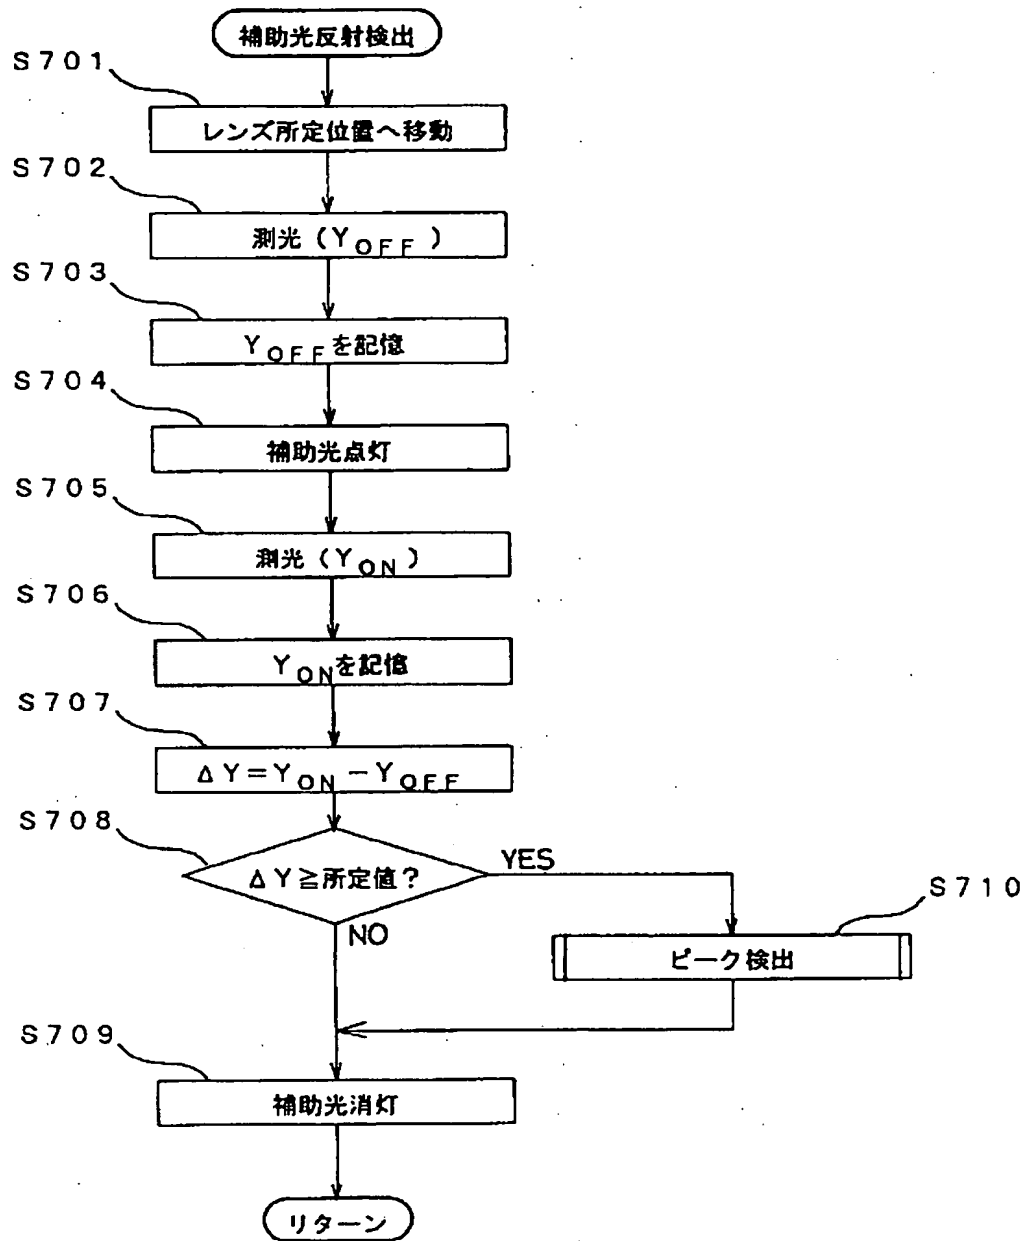 補助光反射検出
S701
レンズ所定位置へ移動
S702
測光(YOFF)
S703
YOFFを記憶
S704
補助光点灯
S705
測光(YON)
S706
YONを記憶
S707
ΔY=YON-YOFF
S708
ΔY≧所定値?
YES
NO
S710
ピーク検出
S709
補助光消灯
リターン